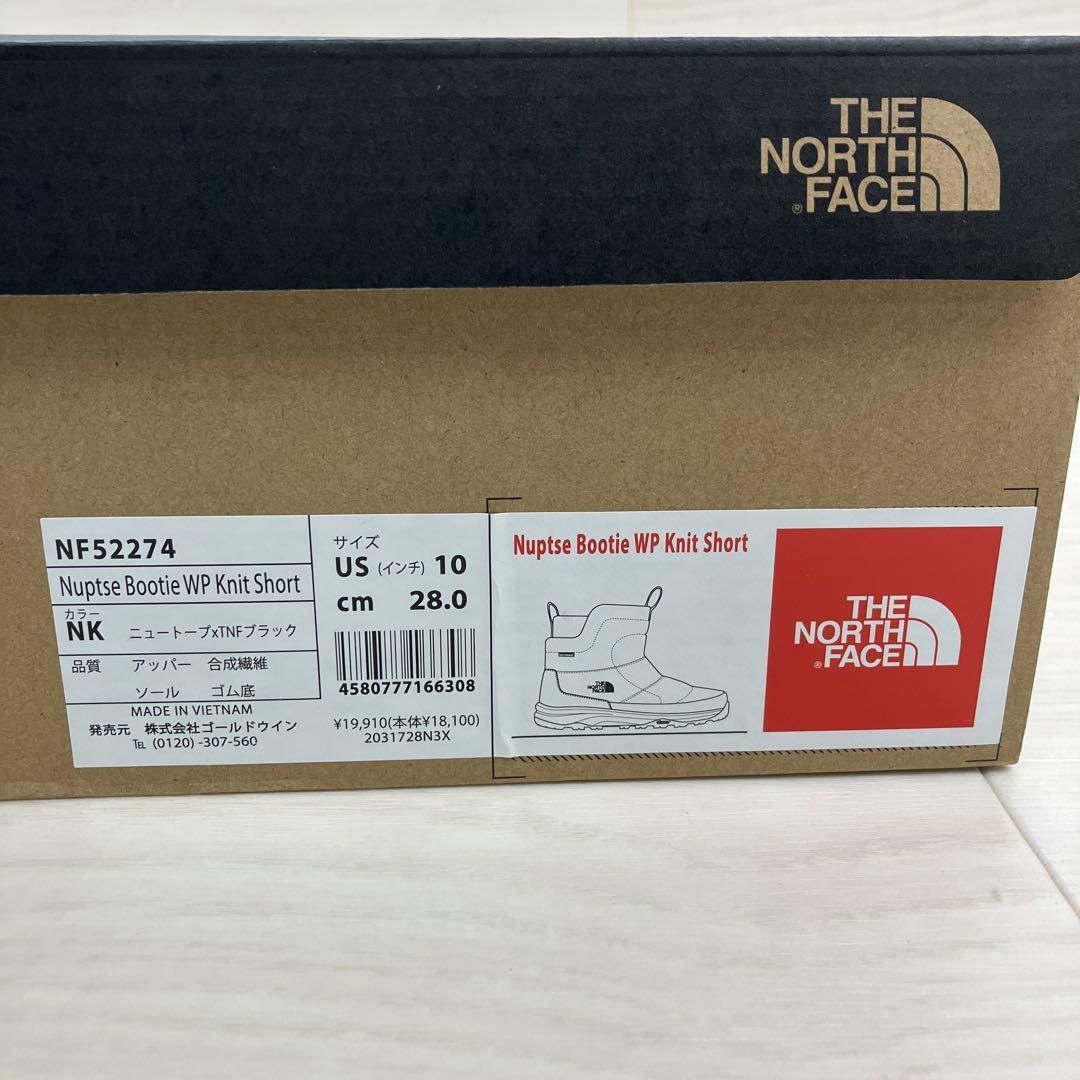 THE
NORTH
FACE
®
NF52274
Nuptse Bootie WP Knit Short
カラー
NK ニュートープxTNFブラック
品質 アッパー 合成繊維
ソール ゴム底
MADE IN VIETNAM
発売元 株式会社ゴールドウイン
℡ (0120) -307-560
サイズ
US (インチ) 10
cm 28.0
4580777166308
¥19,910(本体¥18,100)
2031728N3X
Nuptse Bootie WP Knit Short
THE
NORTH
FACE
THE
NORTH
FACE
®